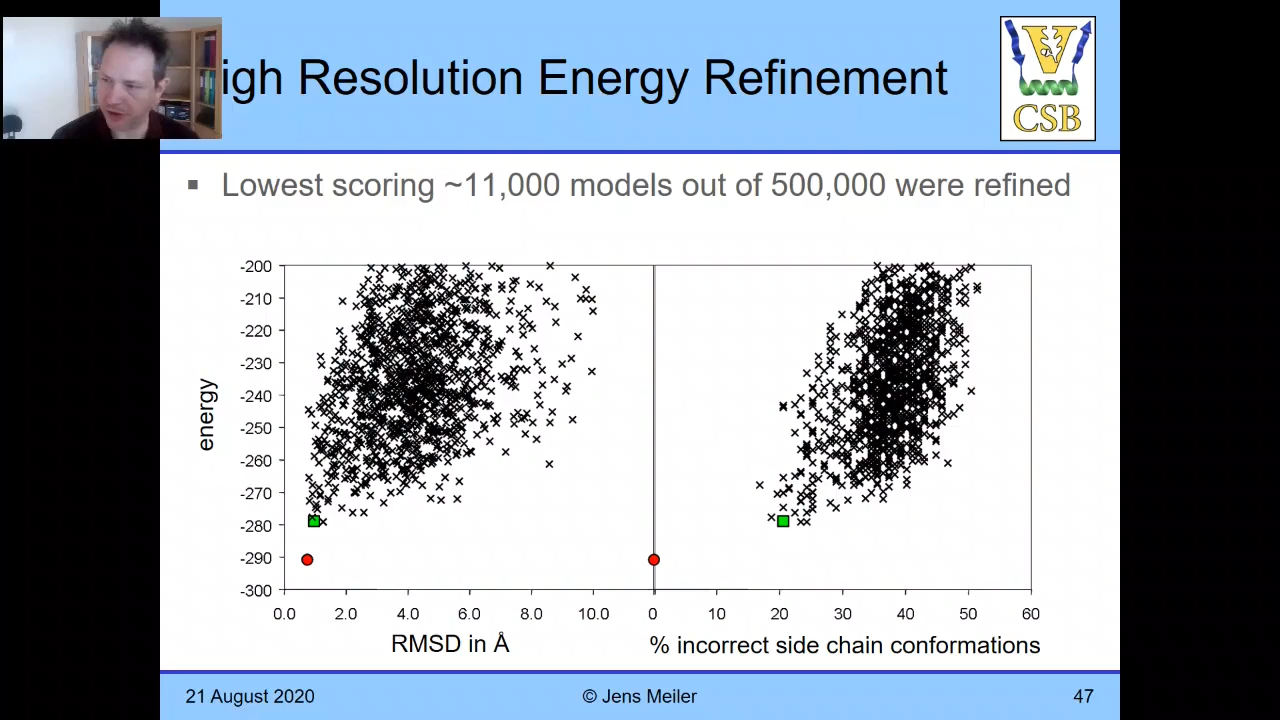 igh Resolution Energy Refinement
V
CSB
▪ Lowest scoring ~11,000 models out of 500,000 were refined
-200
-210
-220
-230
-240
-250
-260
-270
-280
-290
-300
energy
0.0 2.0 4.0 6.0 8.0 10.0 0 10 20 30 40 50 60
RMSD in Å % incorrect side chain conformations
21 August 2020 © Jens Meiler 47